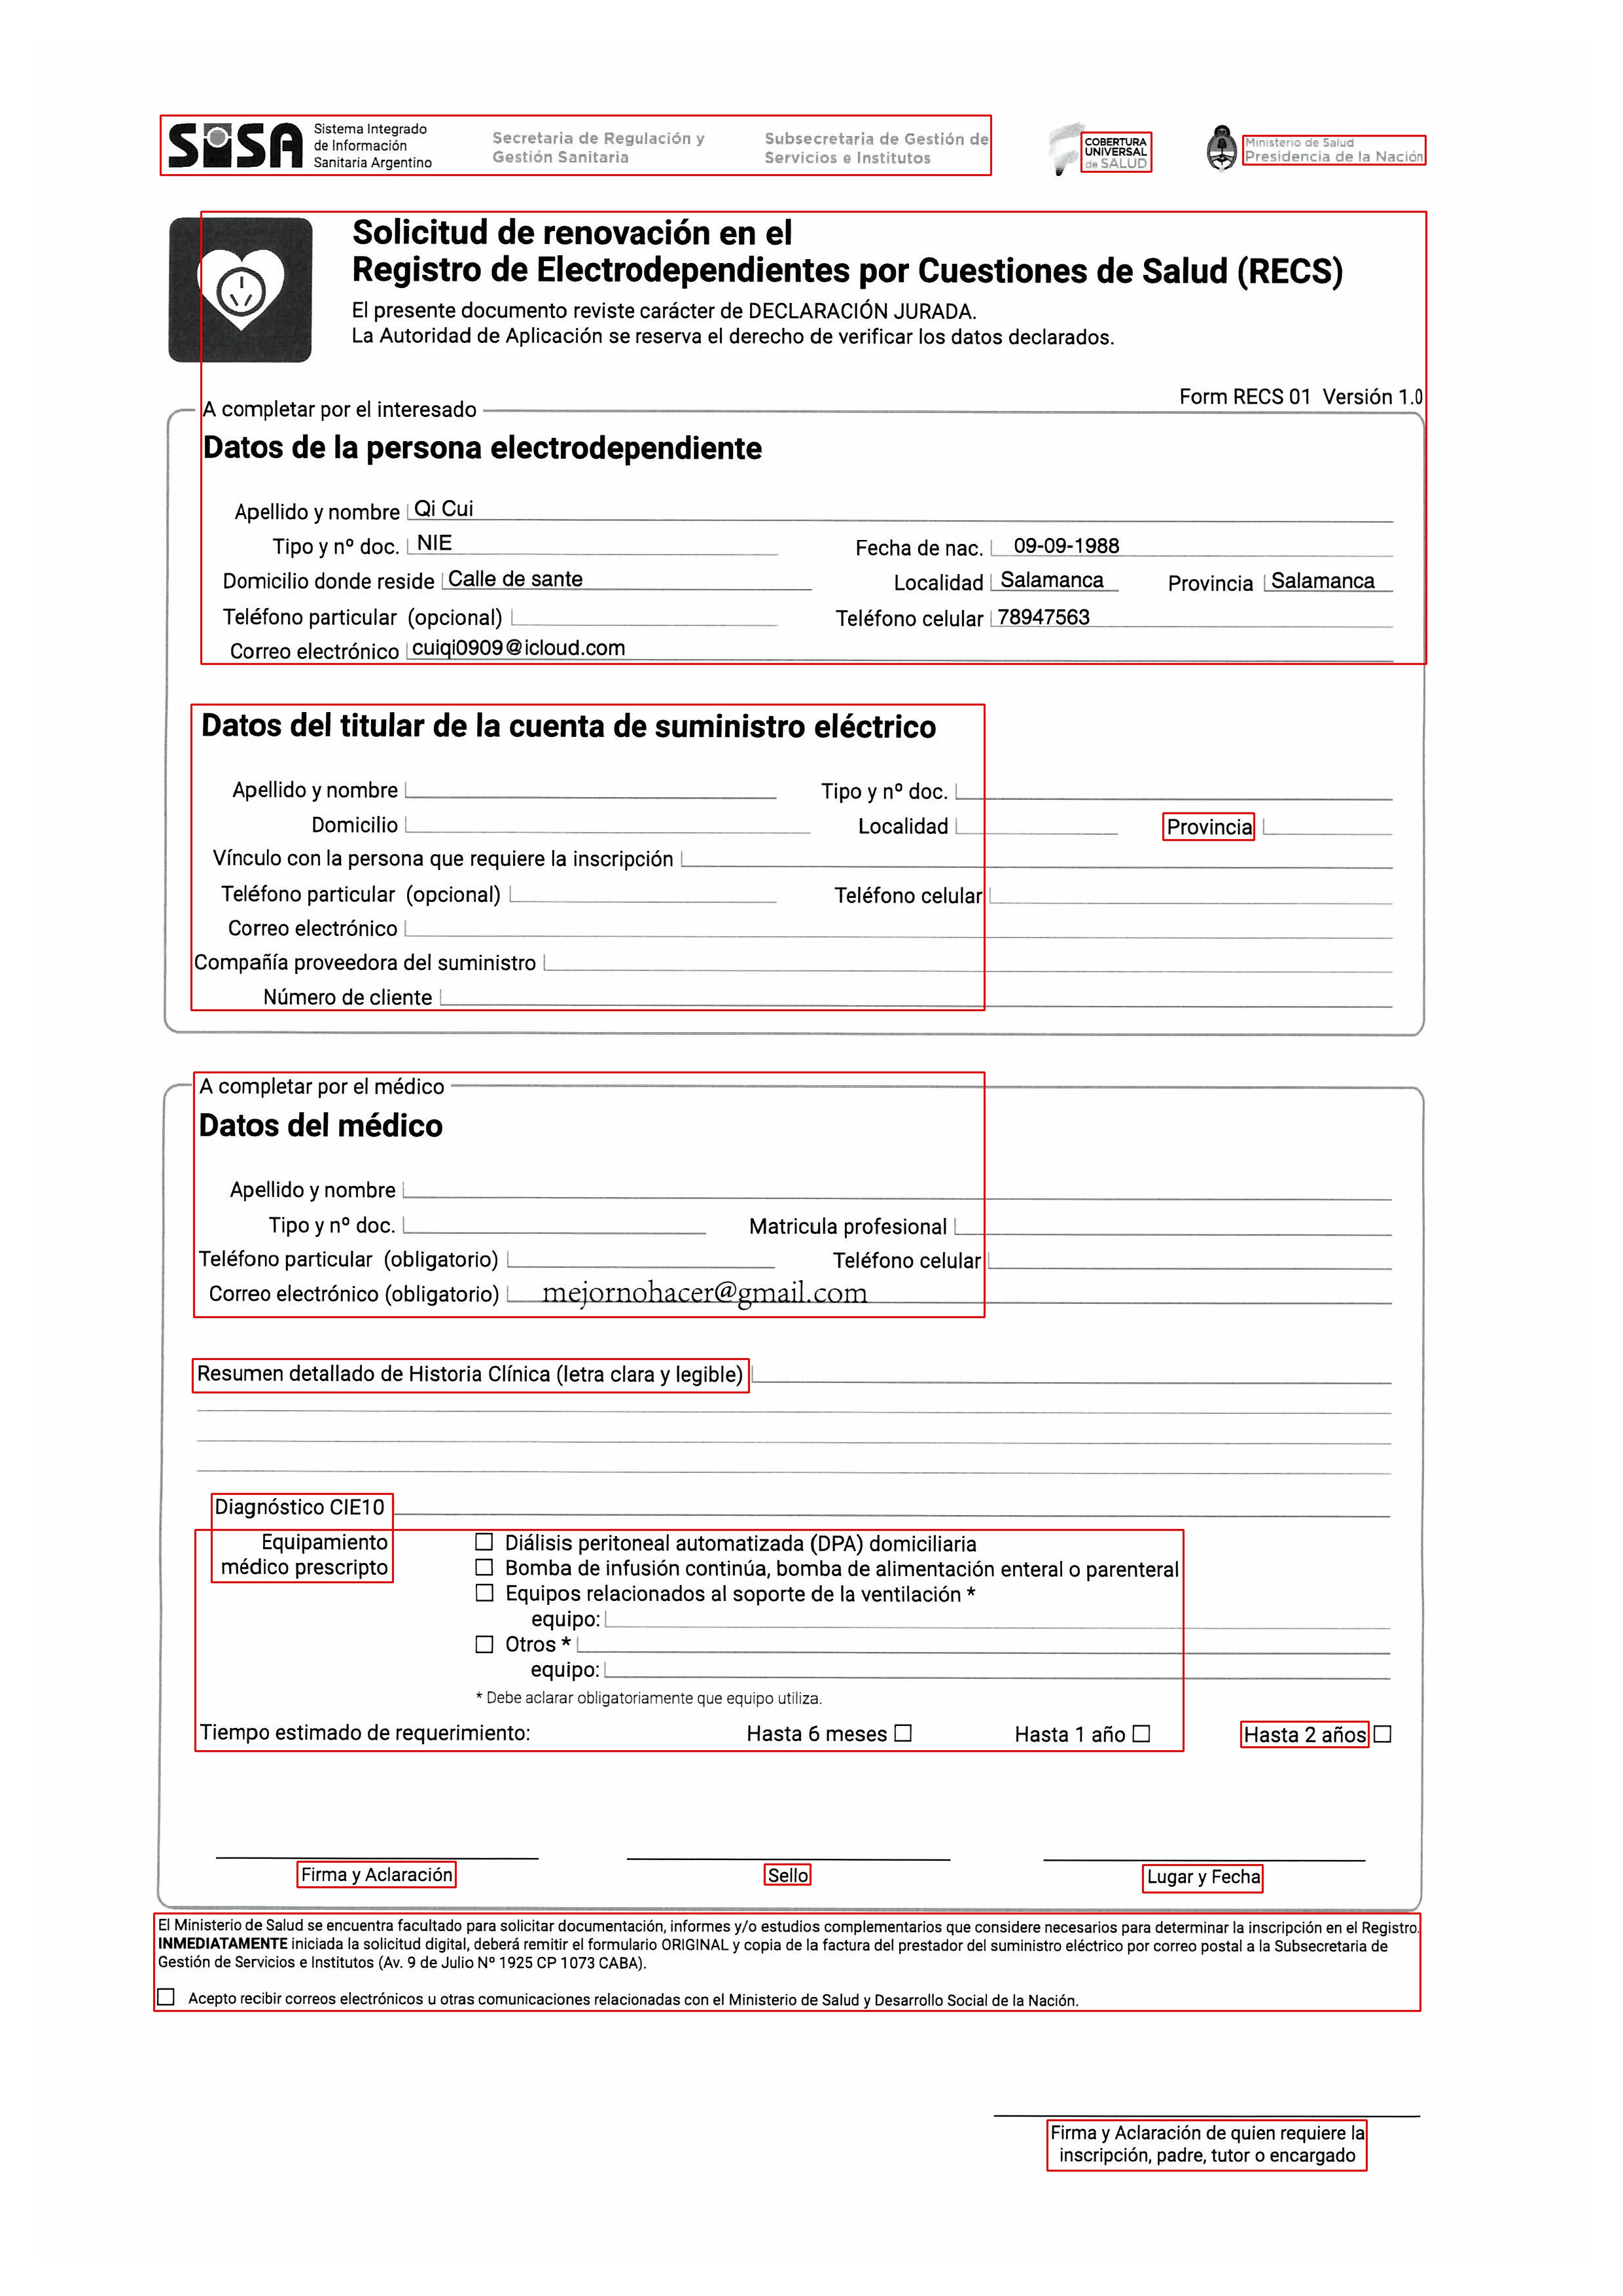 SISA Sistema Integrado de Información Sanitaria Argentino
Secretaria de Regulación y Gestión Sanitaria
Subsecretaria de Gestión de Servicios e Institutos
COBERTURA UNIVERSAL de SALUD
Ministerio de Salud
Presidencia de la Nación
Solicitud de renovación en el
Registro de Electrodependientes por Cuestiones de Salud (RECS)
El presente documento reviste carácter de DECLARACIÓN JURADA.
La Autoridad de Aplicación se reserva el derecho de verificar los datos declarados.
Form RECS 01 Versión 1.0
A completar por el interesado
Datos de la persona electrodependiente
Apellido y nombre Qi Cui
Tipo y nº doc. NIE Fecha de nac. 09-09-1988
Domicilio donde reside Calle de sante Localidad Salamanca Provincia Salamanca
Teléfono particular (opcional) Teléfono celular 78947563
Correo electrónico cuiqi0909@icloud.com
Datos del titular de la cuenta de suministro eléctrico
Apellido y nombre Tipo y nº doc.
Domicilio Localidad Provincia
Vínculo con la persona que requiere la inscripción
Teléfono particular (opcional) Teléfono celular
Correo electrónico
Compañía proveedora del suministro
Número de cliente
A completar por el médico
Datos del médico
Apellido y nombre
Tipo y nº doc. Matricula profesional
Teléfono particular (obligatorio) Teléfono celular
Correo electrónico (obligatorio) mejornohacer@gmail.com
Resumen detallado de Historia Clínica (letra clara y legible)
Diagnóstico CIE10
Equipamiento médico prescripto
☐ Diálisis peritoneal automatizada (DPA) domiciliaria
☐ Bomba de infusión continúa, bomba de alimentación enteral o parenteral
☐ Equipos relacionados al soporte de la ventilación *
equipo:
☐ Otros *
equipo:
* Debe aclarar obligatoriamente que equipo utiliza.
Tiempo estimado de requerimiento: Hasta 6 meses ☐ Hasta 1 año ☐ Hasta 2 años ☐
Firma y Aclaración Sello Lugar y Fecha
El Ministerio de Salud se encuentra facultado para solicitar documentación, informes y/o estudios complementarios que considere necesarios para determinar la inscripción en el Registro.
INMEDIATAMENTE iniciada la solicitud digital, deberá remitir el formulario ORIGINAL y copia de la factura del prestador del suministro eléctrico por correo postal a la Subsecretaria de
Gestión de Servicios e Institutos (Av. 9 de Julio Nº 1925 CP 1073 CABA).
☐ Acepto recibir correos electrónicos u otras comunicaciones relacionadas con el Ministerio de Salud y Desarrollo Social de la Nación.
Firma y Aclaración de quien requiere la
inscripción, padre, tutor o encargado